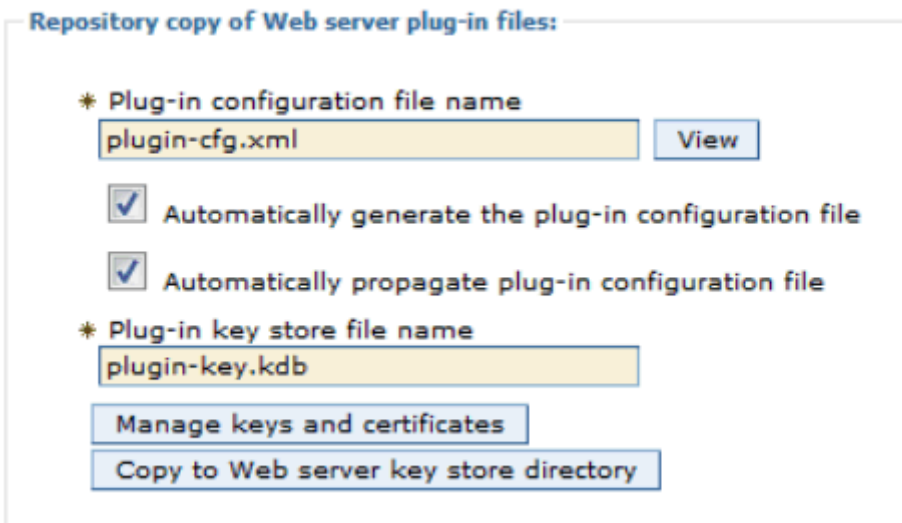 Repository copy of Web server plug-in files:
* Plug-in configuration file name
plugin-cfg.xml View
Automatically generate the plug-in configuration file
Automatically propagate plug-in configuration file
* Plug-in key store file name
plugin-key.kdb
Manage keys and certificates
Copy to Web server key store directory